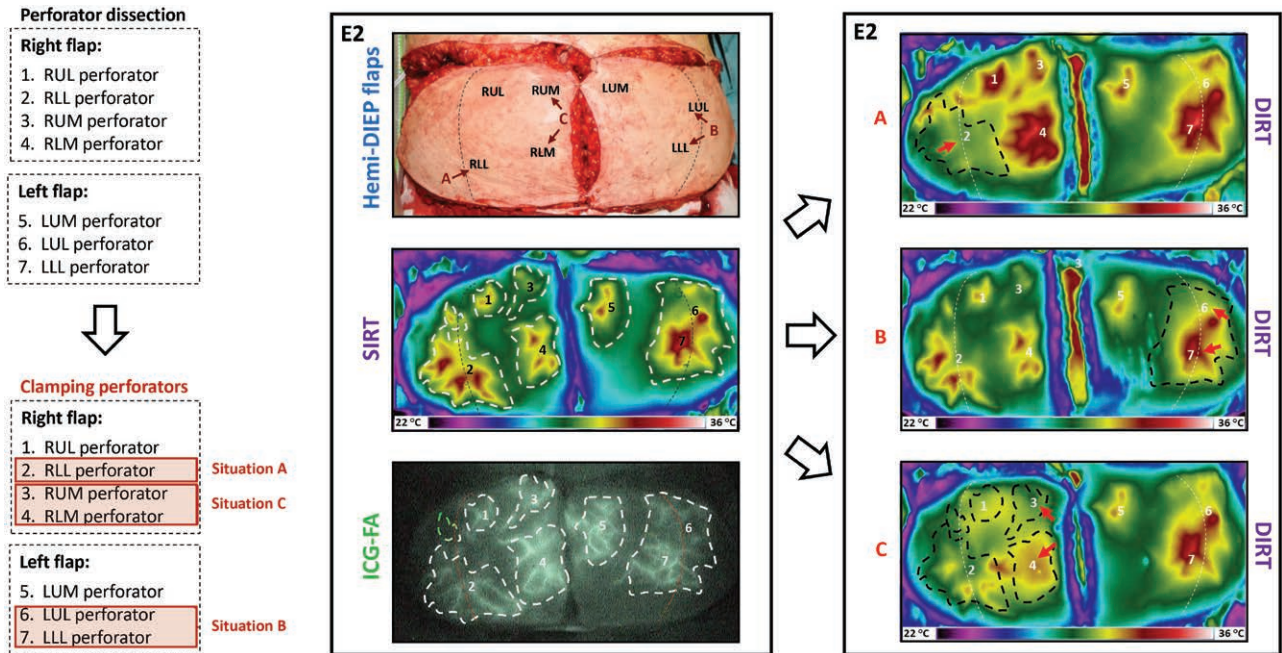 Perforator dissection
Right flap:
1. RUL perforator
2. RLL perforator
3. RUM perforator
4. RLM perforator
Left flap:
5. LUM perforator
6. LUL perforator
7. LLL perforator
Clamping perforators
Right flap:
1. RUL perforator
2. RLL perforator
Situation A
3. RUM perforator
4. RLM perforator
Situation C
Left flap:
5. LUM perforator
6. LUL perforator
7. LLL perforator
Situation B
E2
Hemi-DIEP flaps
RUL
RUM
LUM
LUL
C
B
RLM
LLL
RLL
A
SIRT
1
3
5
6
2
4
7
22 °C
36 °C
ICG-FA
1
3
5
6
2
4
7
E2
A
DIRT
1
3
5
6
2
4
7
22 °C
36 °C
B
DIRT
3
1
5
6
2
4
7
22 °C
36 °C
C
DIRT
1
3
5
6
2
4
7
22 °C
36 °C